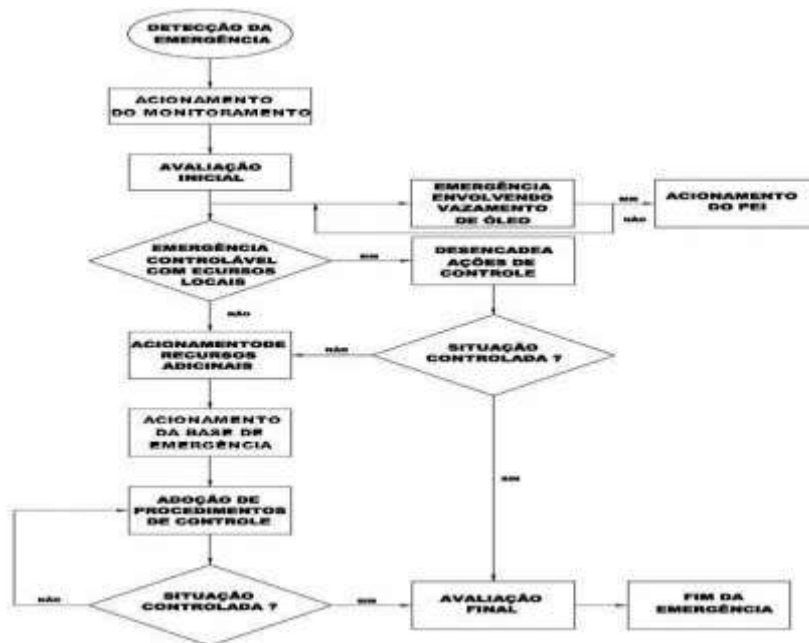 DETECÇÃO DA
EMERGÊNCIA
ACIONAMENTO
DO MONITORAMENTO
AVALIAÇÃO
INICIAL
EMERGÊNCIA
ENVOLVENDO
VAZAMENTO
DE ÓLEO
SIM
NÃO
ACIONAMENTO
DO PEI
EMERGÊNCIA
CONTROLÁVEL
COM ECURSOS
LOCAIS
SIM
DESENCADEA
AÇÕES DE
CONTROLE
NÃO
ACIONAMENTODE
RECURSOS
ADICINAIS
NÃO
SITUAÇÃO
CONTROLADA ?
ACIONAMENTO
DA BASE DE
EMERGÊNCIA
SIM
ADOÇÃO DE
PROCEDIMENTOS
DE CONTROLE
NÃO
SITUAÇÃO
CONTROLADA ?
SIM
AVALIAÇÃO
FINAL
FIM DA
EMERGÊNCIA